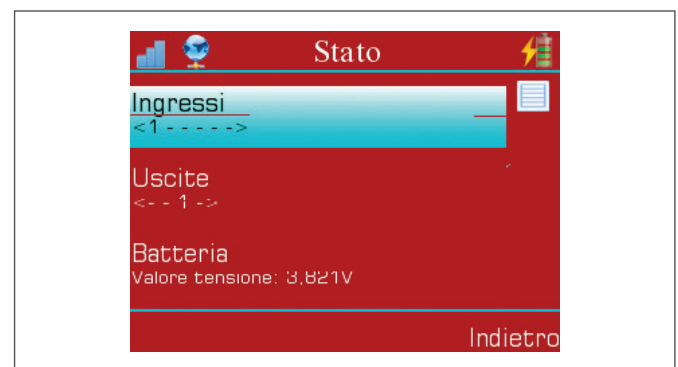 Stato
Ingressi
<1 - - - - ->
Uscite
<- - 1 ->
Batteria
Valore tensione: 3,821V
Indietro